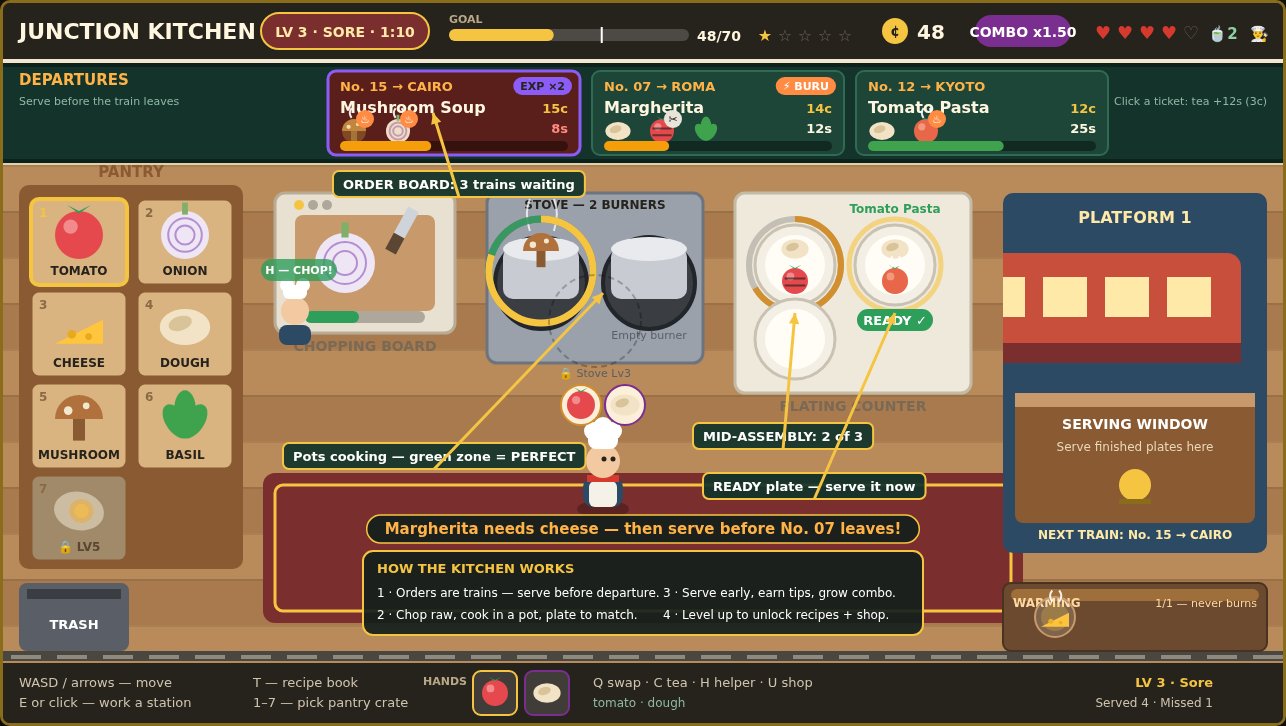 JUNCTION KITCHEN
LV 3 · SORE · 1:10
GOAL
48/70
★ ☆ ☆ ☆ ☆
¢ 48
COMBO x1.50
♥ ♥ ♥ ♥ ♡
2
DEPARTURES
Serve before the train leaves
No. 15 → CAIRO
EXP ×2
Mushroom Soup
15c
8s
No. 07 → ROMA
⚡ BURU
Margherita
14c
12s
No. 12 → KYOTO
Tomato Pasta
12c
25s
Click a ticket: tea +12s (3c)
PANTRY
1
TOMATO
2
ONION
3
CHEESE
4
DOUGH
5
MUSHROOM
6
BASIL
7
🔒 LV5
TRASH
ORDER BOARD: 3 trains waiting
H — CHOP!
CHOPPING BOARD
STOVE — 2 BURNERS
Empty burner
🔒 Stove Lv3
Tomato Pasta
READY ✓
PLATING COUNTER
MID-ASSEMBLY: 2 of 3
Pots cooking — green zone = PERFECT
READY plate — serve it now
Margherita needs cheese — then serve before No. 07 leaves!
HOW THE KITCHEN WORKS
1 · Orders are trains — serve before departure.
3 · Serve early, earn tips, grow combo.
2 · Chop raw, cook in a pot, plate to match.
4 · Level up to unlock recipes + shop.
PLATFORM 1
SERVING WINDOW
Serve finished plates here
NEXT TRAIN: No. 15 → CAIRO
WARMING
1/1 — never burns
WASD / arrows — move
E or click — work a station
T — recipe book
1–7 — pick pantry crate
HANDS
Q swap · C tea · H helper · U shop
tomato · dough
LV 3 · Sore
Served 4 · Missed 1